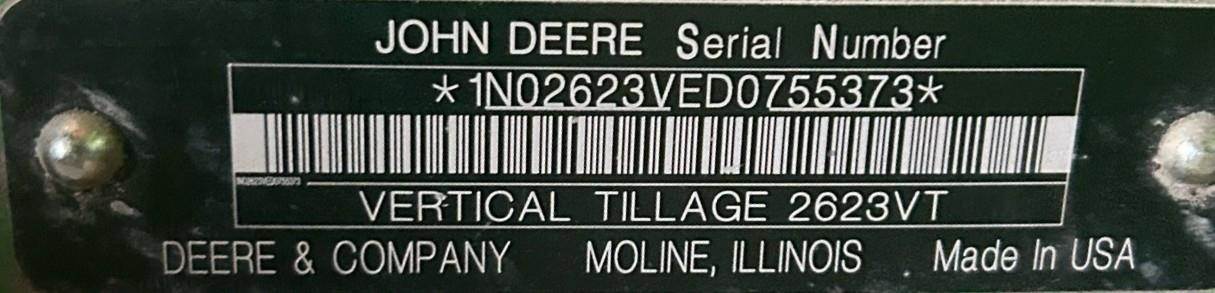 JOHN DEERE Serial Number
*1N02623VED0755373*
VERTICAL TILLAGE 2623VT
DEERE & COMPANY MOLINE, ILLINOIS Made In USA